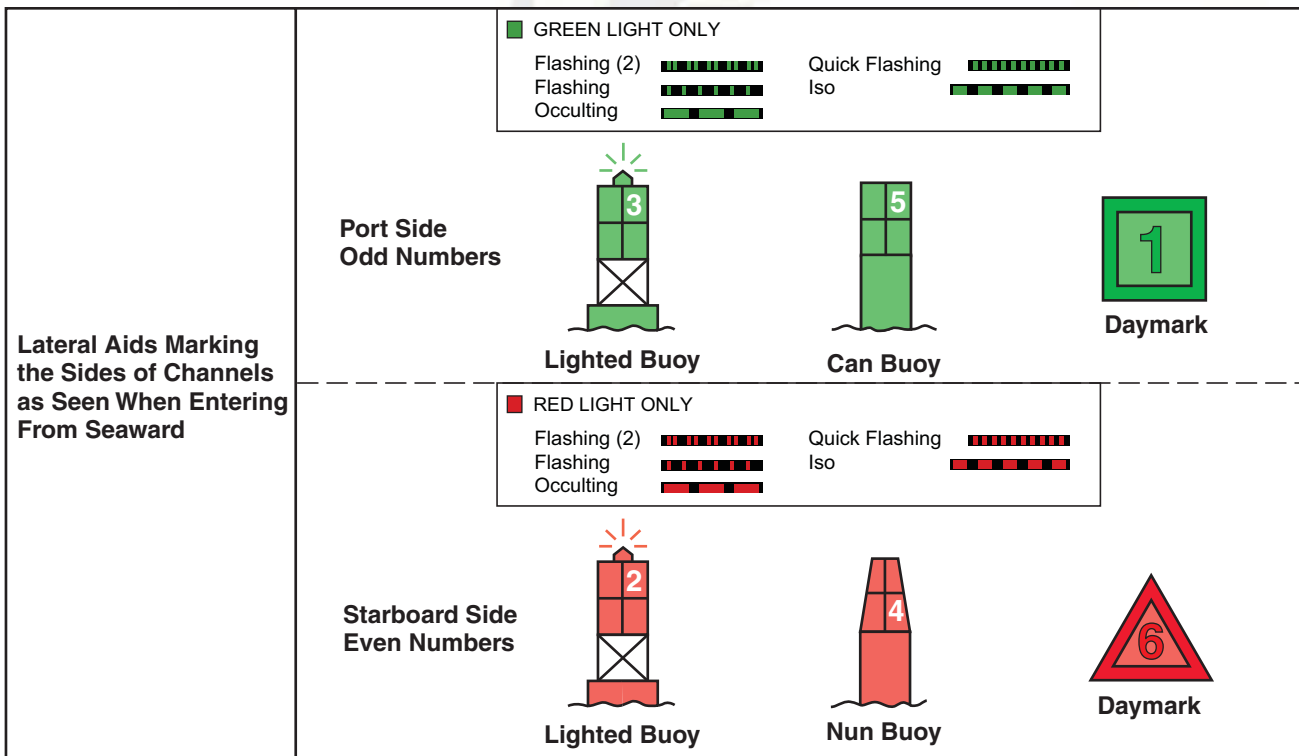 GREEN LIGHT ONLY
Flashing (2)
Quick Flashing
Flashing
Iso
Occulting
3
5
1
Port Side
Odd Numbers
Lighted Buoy
Can Buoy
Daymark
Lateral Aids Marking
the Sides of Channels
as Seen When Entering
From Seaward
RED LIGHT ONLY
Flashing (2)
Quick Flashing
Flashing
Iso
Occulting
2
4
6
Starboard Side
Even Numbers
Lighted Buoy
Nun Buoy
Daymark